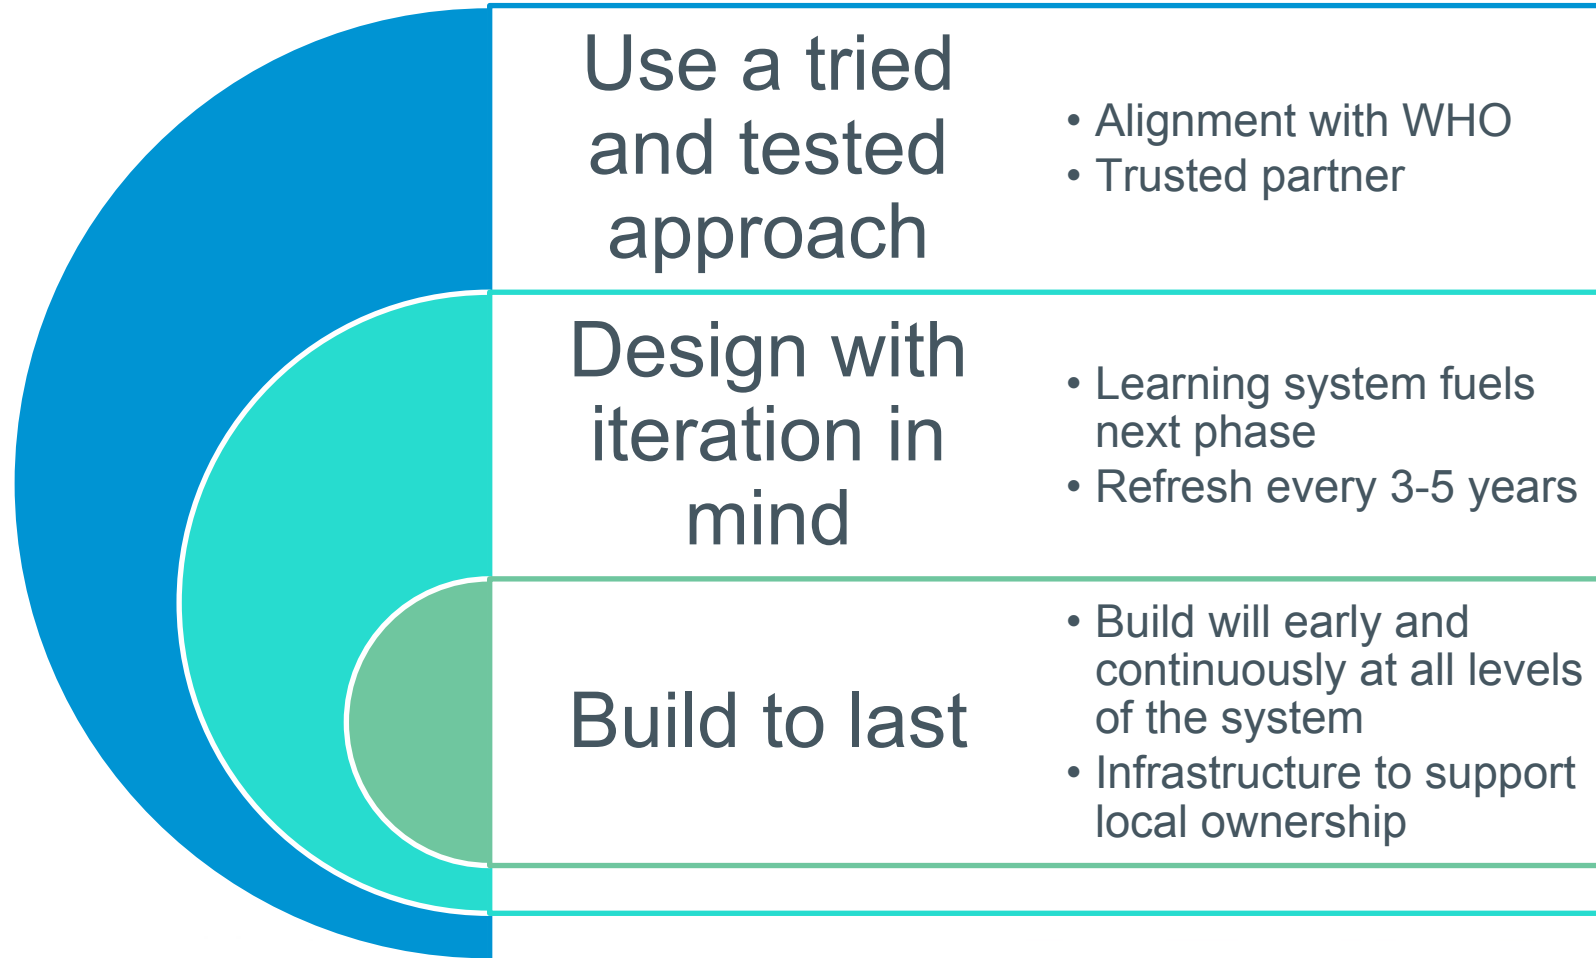 Use a tried
and tested
approach
• Alignment with WHO
• Trusted partner
Design with
iteration in
mind
• Learning system fuels
next phase
• Refresh every 3-5 years
Build to last
• Build will early and
continuously at all levels
of the system
• Infrastructure to support
local ownership